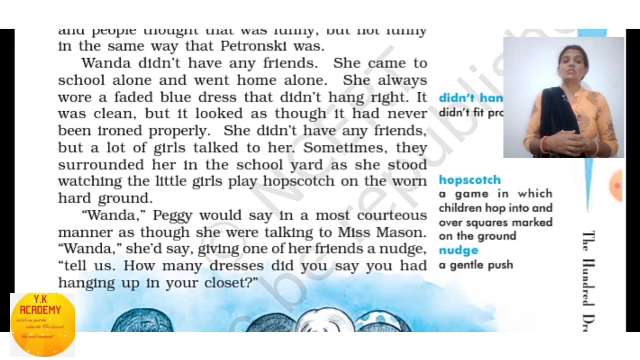 and people thought that was funny, but not funny
in the same way that Petronski was.
Wanda didn't have any friends. She came to
school alone and went home alone. She always
wore a faded blue dress that didn't hang right. It
was clean, but it looked as though it had never
been ironed properly. She didn't have any friends,
but a lot of girls talked to her. Sometimes, they
surrounded her in the school yard as she stood
watching the little girls play hopscotch on the worn
hard ground.
"Wanda," Peggy would say in a most courteous
manner as though she were talking to Miss Mason.
"Wanda," she'd say, giving one of her friends a nudge,
"tell us. How many dresses did you say you had
hanging up in your closet?"
didn't han
didn't fit pro
hopscotch
a game in which
children hop into and
over squares marked
on the ground
nudge
a gentle push
The Hundred Dre
© NCERT
be republished
Y.K
ACADEMY